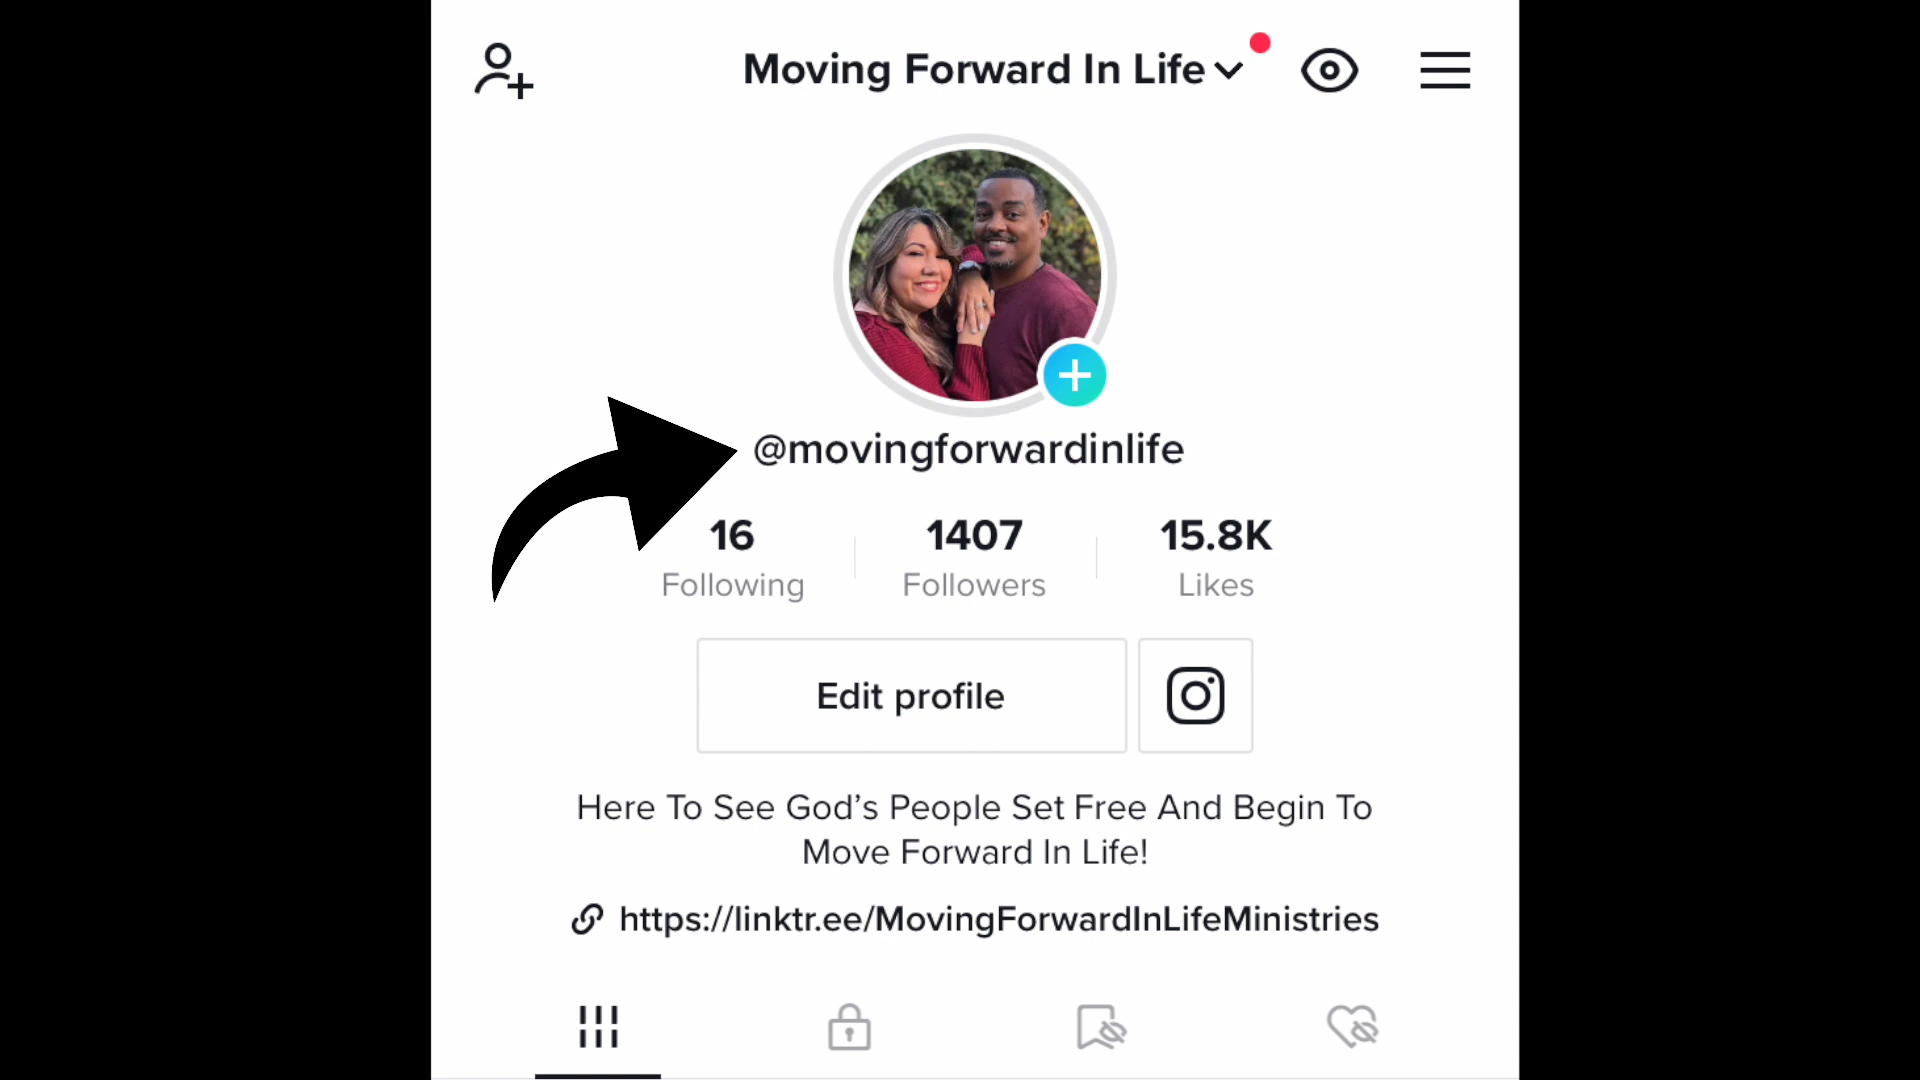 Moving Forward In Life
@movingforwardinlife
16 1407 15.8K
Following Followers Likes
Edit profile
Here To See God’s People Set Free And Begin To
Move Forward In Life!
https://linktr.ee/MovingForwardInLifeMinistries